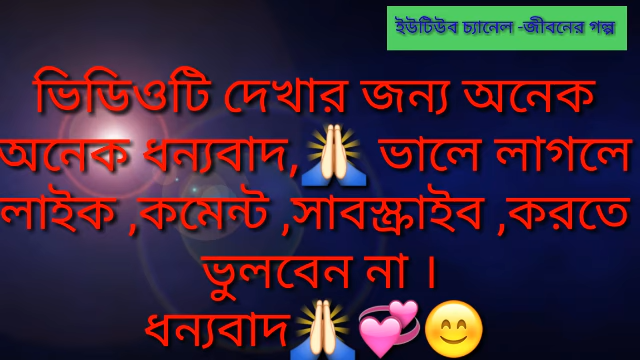 ইউটিউব চ্যানেল -জীবনের গল্প
ভিডিওটি দেখার জন্য অনেক
অনেক ধন্যবাদ,🙏 ভালে লাগলে
লাইক ,কমেন্ট ,সাবস্ক্রাইব ,করতে
ভুলবেন না ।
ধন্যবাদ🙏💞😊